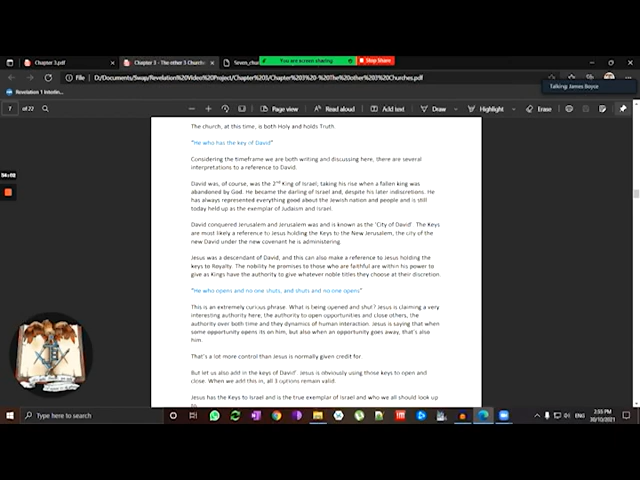 Chapter 3.pdf
Chapter 3 - The other 3 Church
Seven_chu
You are screen sharing
Stop Share
File
D:/Documents/Swap/Revelation%20Video%20Project/Chapter%203/Chapter%203%20-%20The%20other%203%20Churches.pdf
Talking: James Boyce
Revelation 1 Interlin...
7
of 22
Page view
Read aloud
Add text
Draw
Highlight
Erase
The church, at this time, is both Holy and holds Truth.
"He who has the key of David"
Considering the timeframe we are both writing and discussing here, there are several
interpretations to a reference to David.
David was, of course, was the 2nd King of Israel, taking his rise when a fallen king was
abandoned by God. He became the darling of Israel and, despite his later indiscretions. He
has always represented everything good about the Jewish nation and people and is still
today held up as the exemplar of Judaism and Israel.
David conquered Jerusalem and Jerusalem was and is known as the 'City of David'. The Keys
are most likely a reference to Jesus holding the Keys to the New Jerusalem, the city of the
new David under the new covenant he is administering.
Jesus was a descendant of David, and this can also make a reference to Jesus holding the
keys to Royalty. The nobility he promises to those who are faithful are within his power to
give as Kings have the authority to give whatever noble titles they choose at their discretion.
"He who opens and no one shuts, and shuts and no one opens"
This is an extremely curious phrase. What is being opened and shut? Jesus is claiming a very
interesting authority here; the authority to open opportunities and close others, the
authority over both time and they dynamics of human interaction. Jesus is saying that when
some opportunity opens its on him, but also when an opportunity goes away, that's also
him.
That's a lot more control than Jesus is normally given credit for.
But let us also add in the keys of David'. Jesus is obviously using those keys to open and
close. When we add this in, all 3 options remain valid.
Jesus has the Keys to Israel and is the true exemplar of Israel and who we all should look up
to
Type here to search
ENG
3:55 PM
30/10/2021